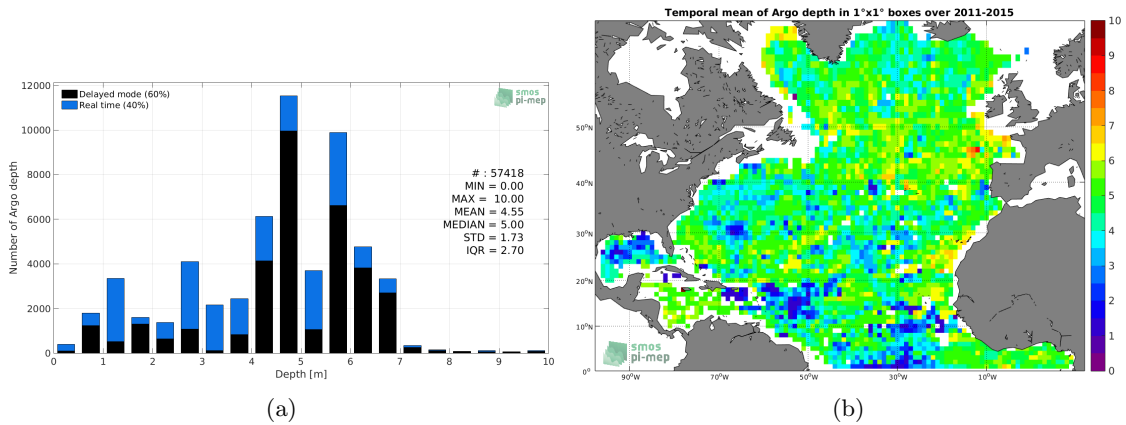 Delayed mode (60%)
Real time (40%)
smos
pi-mep
# : 57418
MIN = 0.00
MAX = 10.00
MEAN = 4.55
MEDIAN = 5.00
STD = 1.73
IQR = 2.70
Number of Argo depth
12000
10000
8000
6000
4000
2000
0
0 1 2 3 4 5 6 7 8 9 10
Depth [m]
(a)
Temporal mean of Argo depth in 1°x1° boxes over 2011-2015
50°N
40°N
30°N
20°N
10°N
0°
90°W 70°W 50°W 30°W 10°W
smos
pi-mep
10
9
8
7
6
5
4
3
2
1
0
(b)